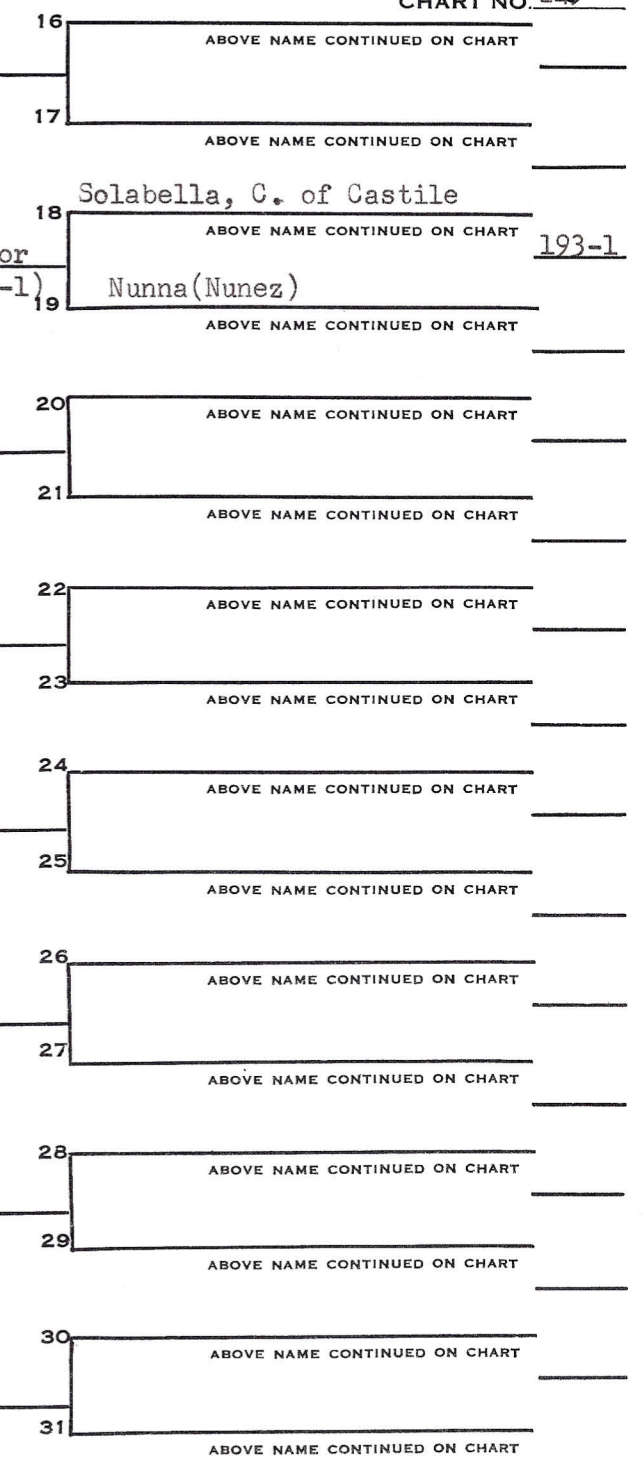 CHART NO.
16
ABOVE NAME CONTINUED ON CHART
17
ABOVE NAME CONTINUED ON CHART
Solabella, C. of Castile
18
ABOVE NAME CONTINUED ON CHART 193-1
or
-1)
19 Nunna(Nunez)
ABOVE NAME CONTINUED ON CHART
20
ABOVE NAME CONTINUED ON CHART
21
ABOVE NAME CONTINUED ON CHART
22
ABOVE NAME CONTINUED ON CHART
23
ABOVE NAME CONTINUED ON CHART
24
ABOVE NAME CONTINUED ON CHART
25
ABOVE NAME CONTINUED ON CHART
26
ABOVE NAME CONTINUED ON CHART
27
ABOVE NAME CONTINUED ON CHART
28
ABOVE NAME CONTINUED ON CHART
29
ABOVE NAME CONTINUED ON CHART
30
ABOVE NAME CONTINUED ON CHART
31
ABOVE NAME CONTINUED ON CHART